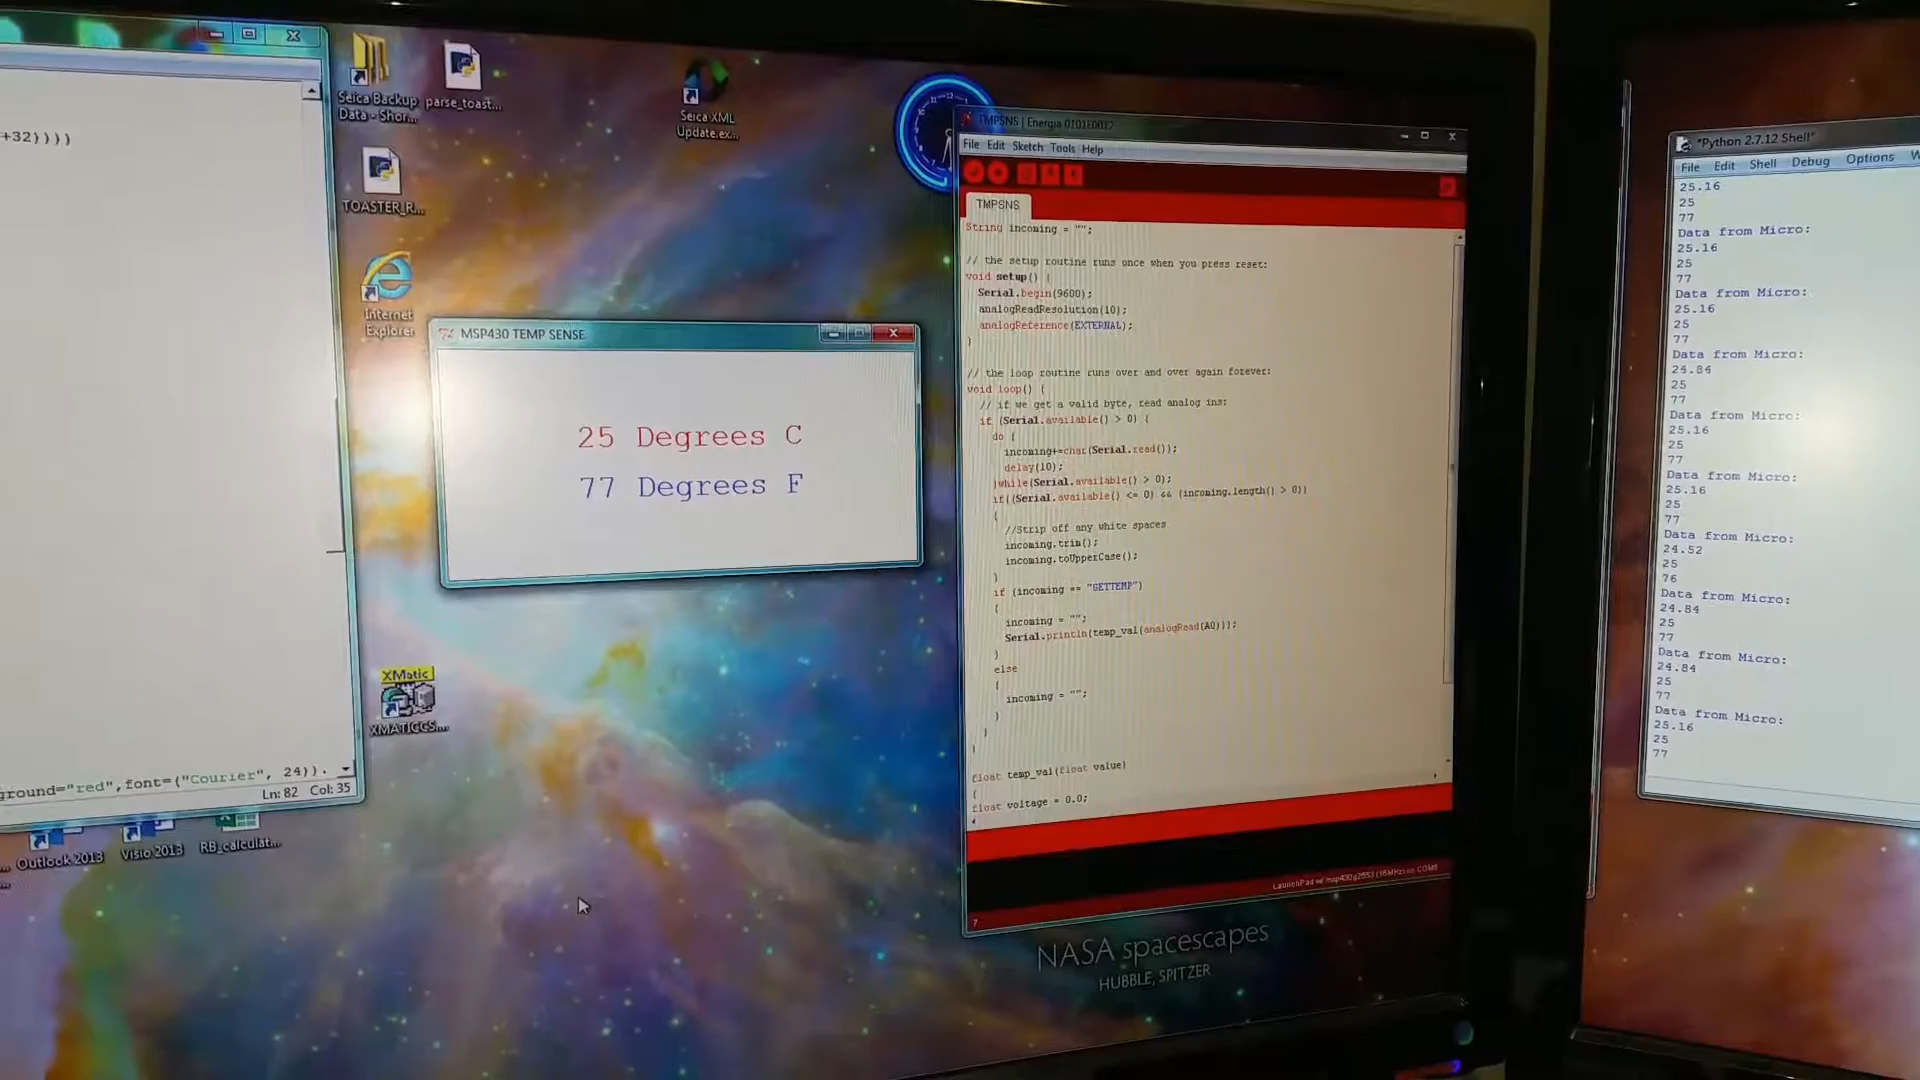 +32))))
ground="red",font=("Courier", 24)).
Ln: 82 Col: 35
Seica Backup
Data - Shor...
parse_toast...
Seica XML
Update.ex...
TOASTER_R...
Internet
Explorer
XMatic
XMATICCS...
Outlook 2013
Visio 2013
RB_calculat...
MSP430 TEMP SENSE
25 Degrees C
77 Degrees F
TMPSNS | Energia 0101E0017
File Edit Sketch Tools Help
TMPSNS
String incoming = "";
// the setup routine runs once when you press reset:
void setup() {
Serial.begin(9600);
analogReadResolution(10);
analogReference(EXTERNAL);
}
// the loop routine runs over and over again forever:
void loop() {
// if we get a valid byte, read analog ins:
if (Serial.available() > 0) {
do {
incoming+=char(Serial.read());
delay(10);
}while(Serial.available() > 0);
if((Serial.available() <= 0) && (incoming.length() > 0))
{
//Strip off any white spaces
incoming.trim();
incoming.toUpperCase();
}
if (incoming == "GETTEMP")
{
incoming = "";
Serial.println(temp_val(analogRead(A0)));
}
else
{
incoming = "";
}
}
}
float temp_val(float value)
{
float voltage = 0.0;
LaunchPad w/ msp430g2553 (16MHz) on COM5
7
NASA spacescapes
HUBBLE, SPITZER
*Python 2.7.12 Shell*
File Edit Shell Debug Options W
25.16
25
77
Data from Micro:
25.16
25
77
Data from Micro:
25.16
25
77
Data from Micro:
24.84
25
77
Data from Micro:
25.16
25
77
Data from Micro:
25.16
25
77
Data from Micro:
24.52
25
76
Data from Micro:
24.84
25
77
Data from Micro:
24.84
25
77
Data from Micro:
25.16
25
77